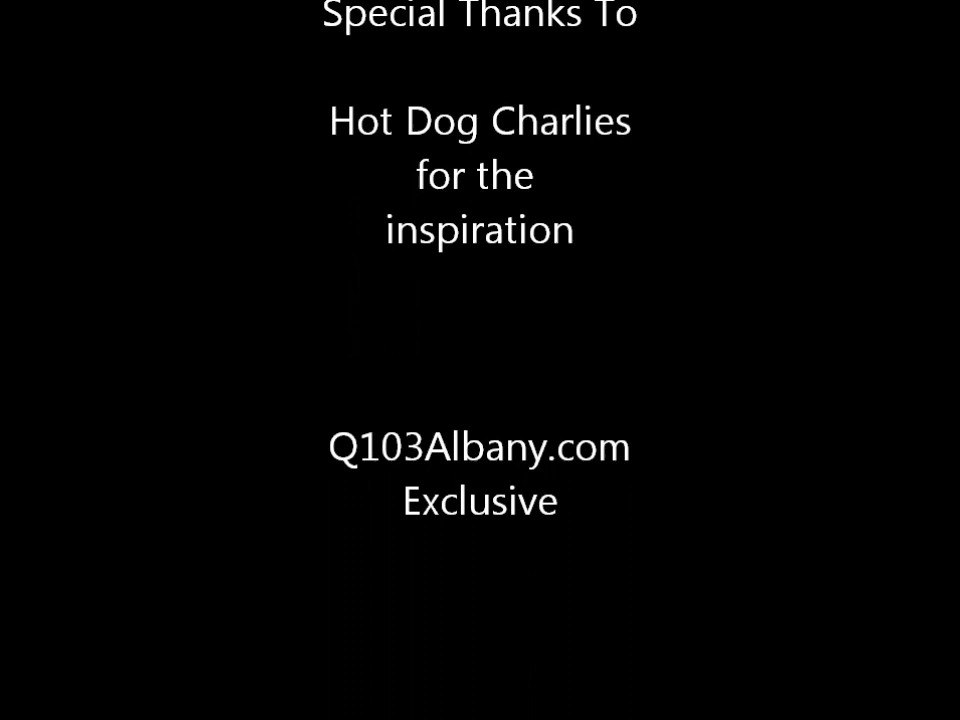 Special Thanks To
Hot Dog Charlies
for the
inspiration
Q103Albany.com
Exclusive